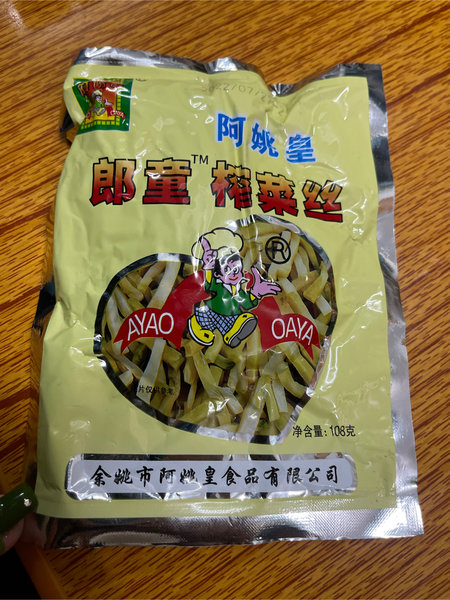 阿姚皇
郎童™榨菜丝
®
AYAO OAYA
净含量：108克
余姚市阿姚皇食品有限公司